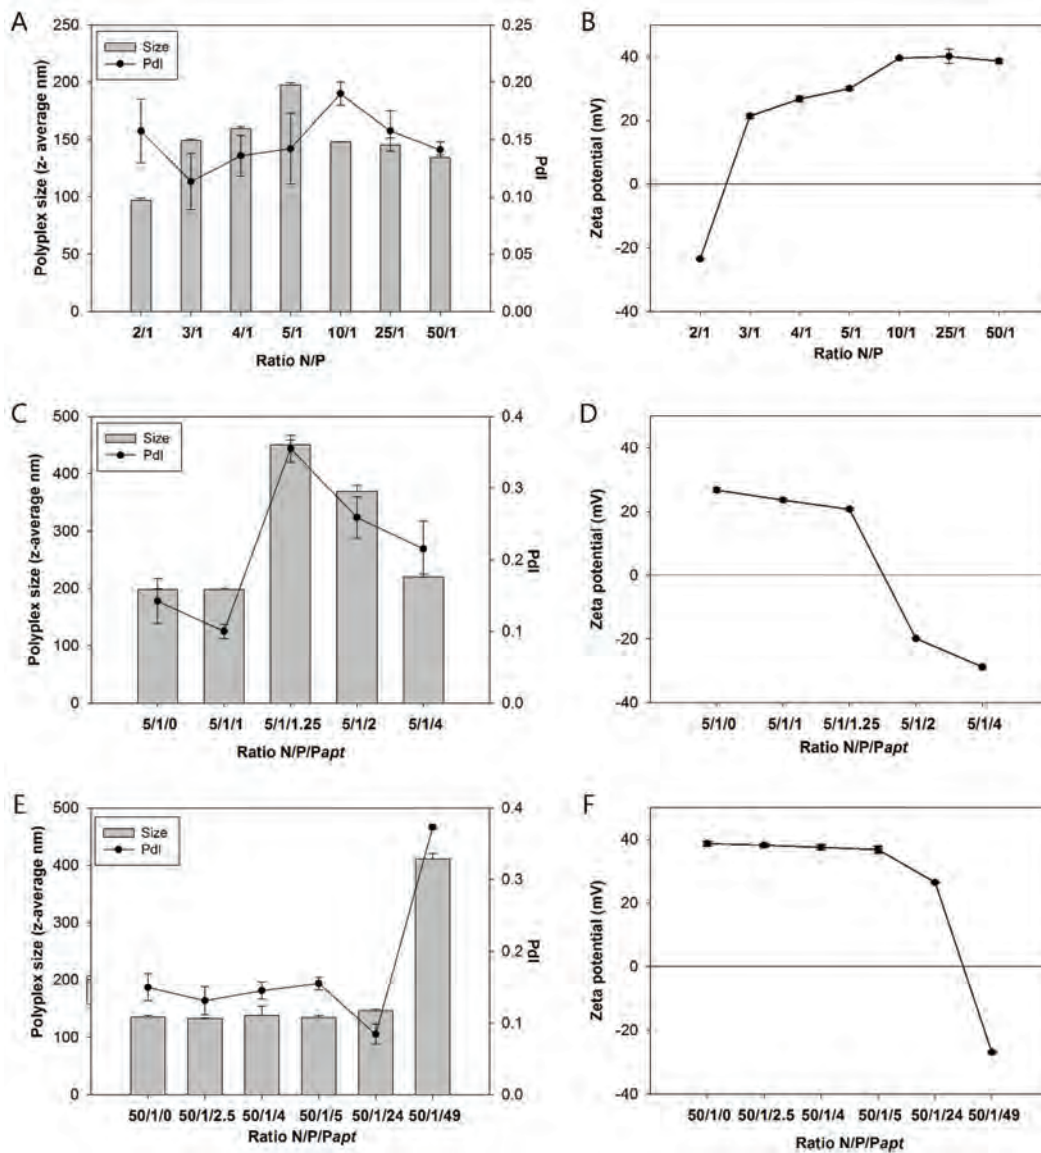 A
Polyplex size (z- average nm)
250
200
150
100
50
0
Size
PdI
0.25
0.20
0.15
0.10
0.05
0.00
PdI
2/1 3/1 4/1 5/1 10/1 25/1 50/1
Ratio N/P
B
Zeta potential (mV)
40
20
0
-20
-40
2/1 3/1 4/1 5/1 10/1 25/1 50/1
Ratio N/P
C
Polyplex size (z-average nm)
500
400
300
200
100
0
Size
PdI
0.4
0.3
0.2
0.1
0.0
PdI
5/1/0 5/1/1 5/1/1.25 5/1/2 5/1/4
Ratio N/P/Papt
D
Zeta potential (mV)
40
20
0
-20
-40
5/1/0 5/1/1 5/1/1.25 5/1/2 5/1/4
Ratio N/P/Papt
E
Polyplex size (z-average nm)
500
400
300
200
100
0
Size
PdI
0.4
0.3
0.2
0.1
0.0
PdI
50/1/0 50/1/2.5 50/1/4 50/1/5 50/1/24 50/1/49
Ratio N/P/Papt
F
Zeta potential (mV)
40
20
0
-20
-40
50/1/0 50/1/2.5 50/1/4 50/1/5 50/1/24 50/1/49
Ratio N/P/Papt